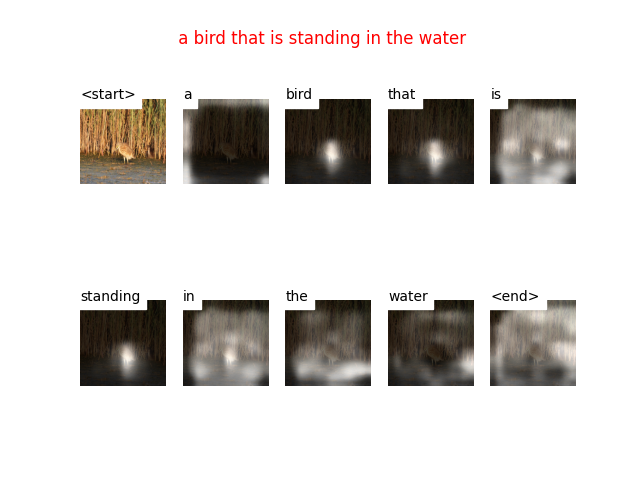 a bird that is standing in the water
<start> a bird that is
standing in the water <end>